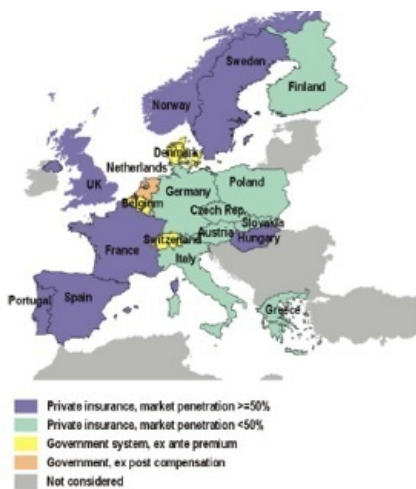 Sweden
Finland
Norway
Denmark
Netherlands
UK
Germany
Poland
Belgium
Czech Rep.
Slovakia
Austria
Switzerland
Hungary
France
Italy
Portugal
Spain
Greece
Private insurance, market penetration >=50%
Private insurance, market penetration <50%
Government system, ex ante premium
Government, ex post compensation
Not considered